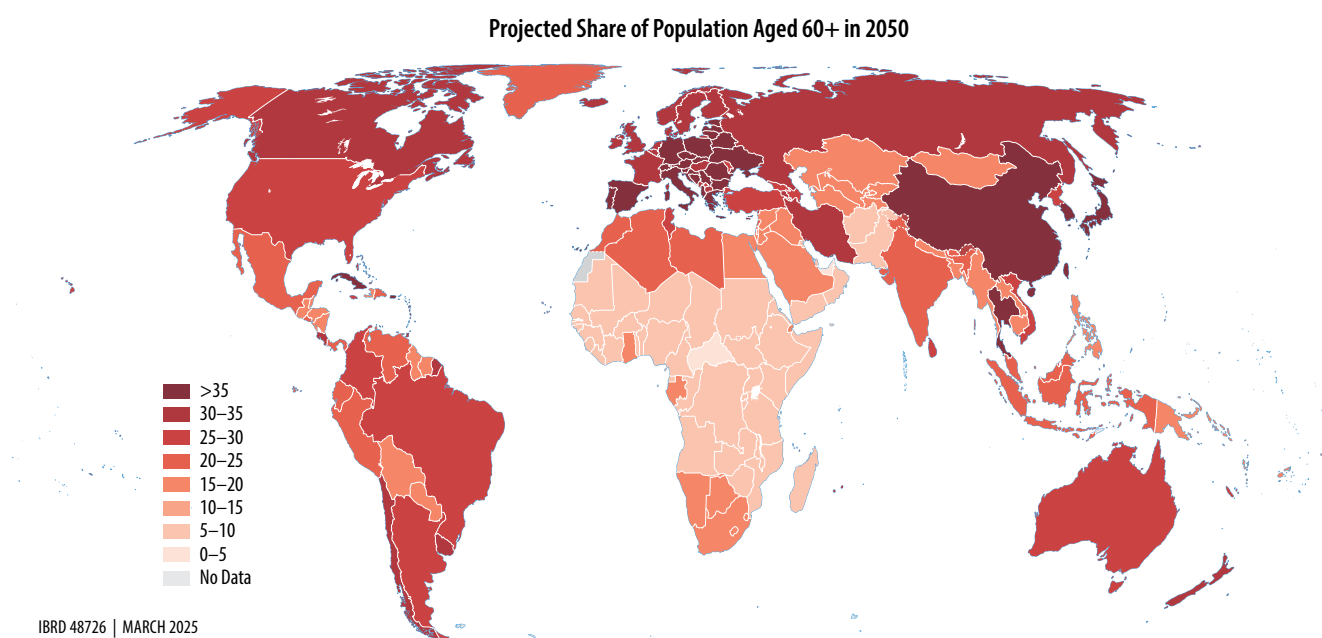 Projected Share of Population Aged 60+ in 2050
>35
30–35
25–30
20–25
15–20
10–15
5–10
0–5
No Data
IBRD 48726 | MARCH 2025